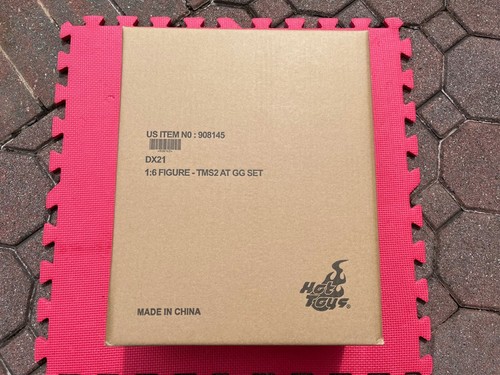 US ITEM N0 : 908145
DX21
1:6 FIGURE - TMS2 AT GG SET
Hot
Toys®
MADE IN CHINA